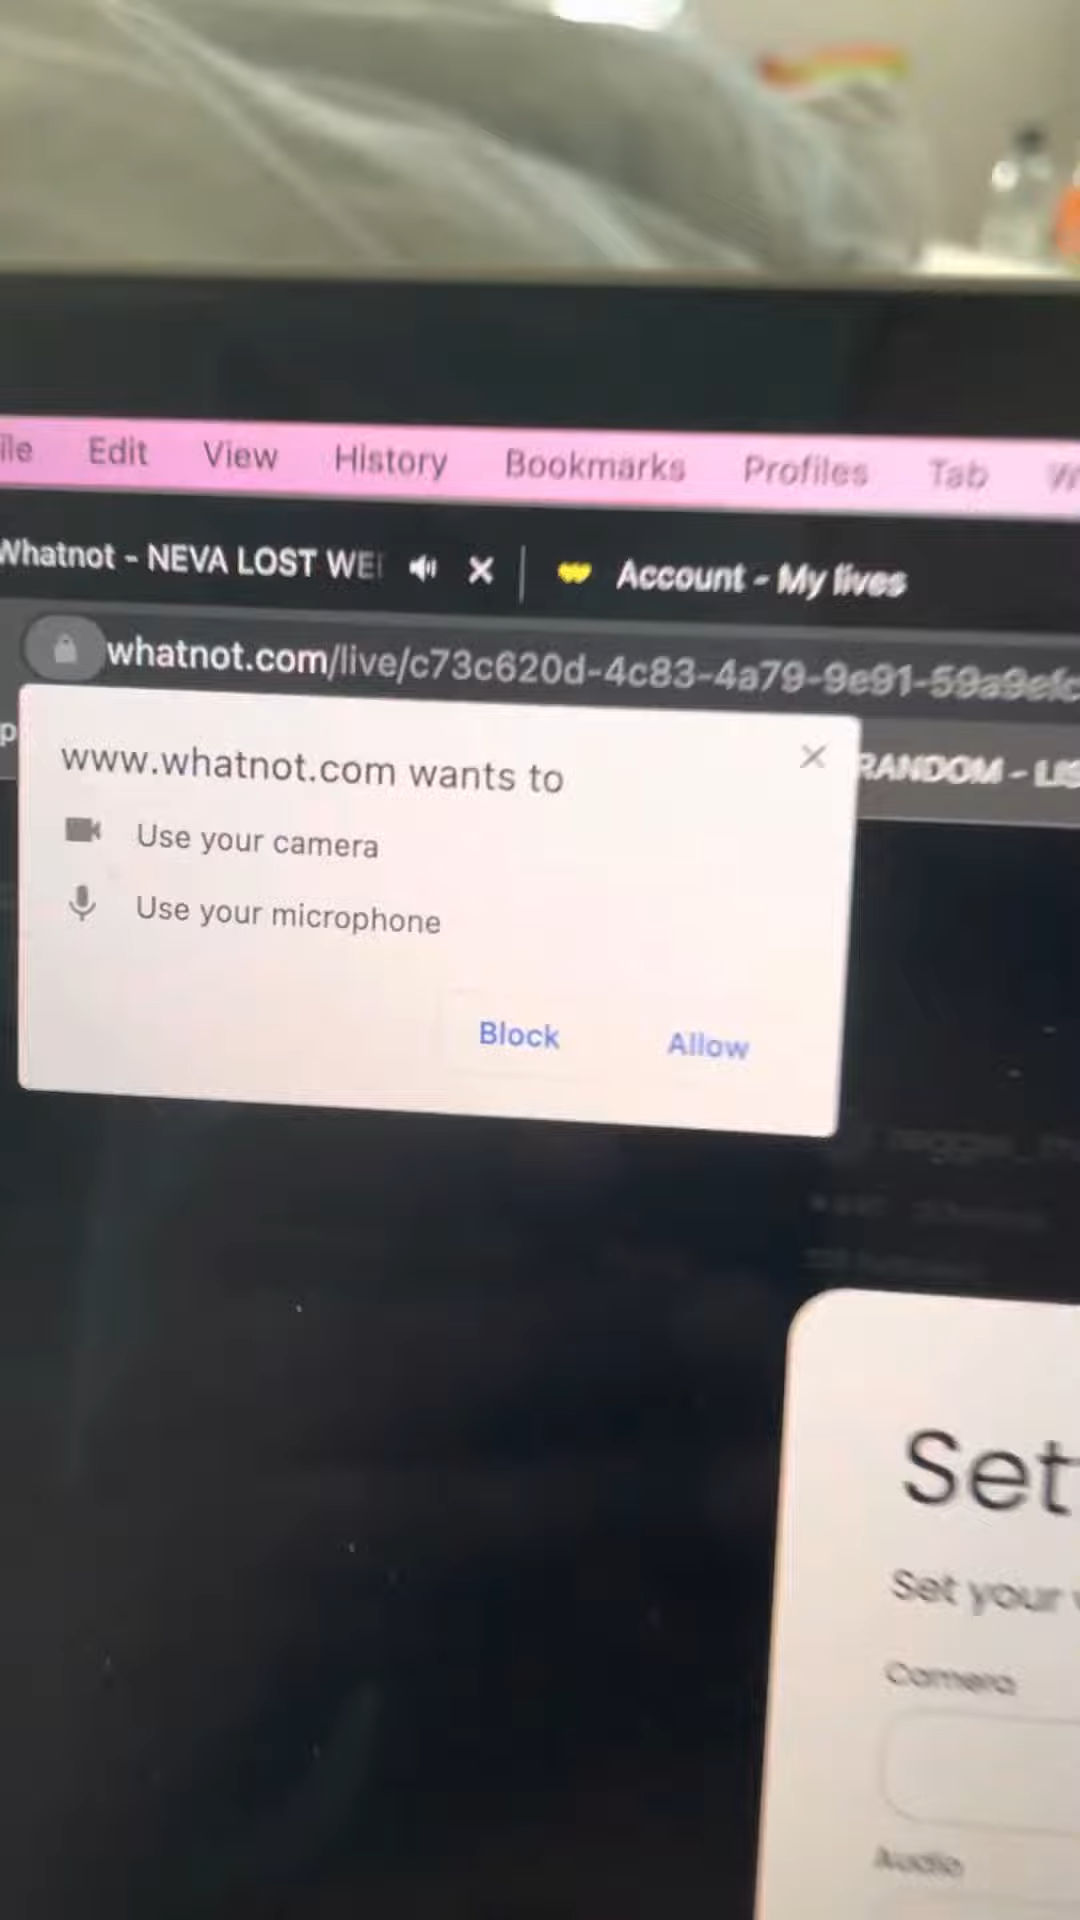 Edit View History Bookmarks Profiles Tab
Whatnot - NEVA LOST WE Account - My lives
whatnot.com/live/c73c620d-4c83-4a79-9e91-59a9efc
RANDOM - LIS
www.whatnot.com wants to
Use your camera
Use your microphone
Block Allow
Set
Set your
Camera
Audio